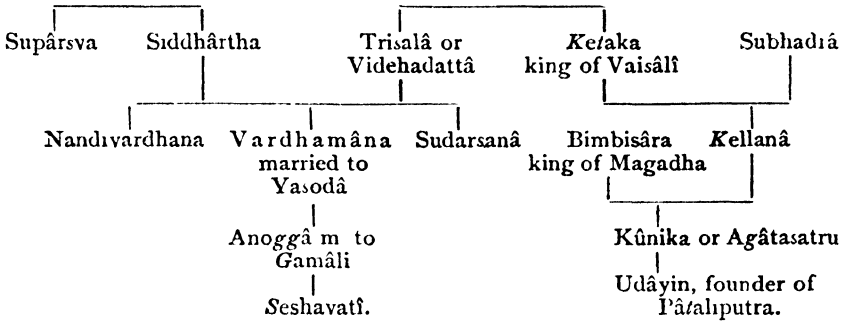 Supârsva Siddhârtha Trisalâ or Ketaka Subhadrâ
Videhadattâ king of Vaisâlî
Nandivardhana Vardhamâna Sudarsanâ Bimbisâra Kellanâ
married to king of Magadha
Yasodâ
Anoggâ m to Kûnika or Agâtasatru
Gamâli
Udâyin, founder of
Seshavatî. Pâtaliputra.